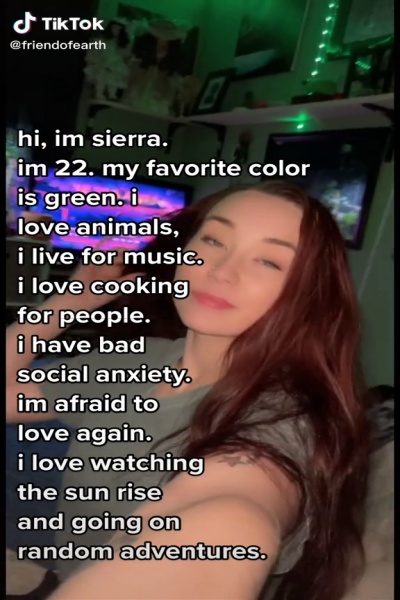 TikTok
@friendofearth
hi, im sierra.
im 22. my favorite color
is green. i
love animals,
i live for music.
i love cooking
for people.
i have bad
social anxiety.
im afraid to
love again.
i love watching
the sun rise
and going on
random adventures.